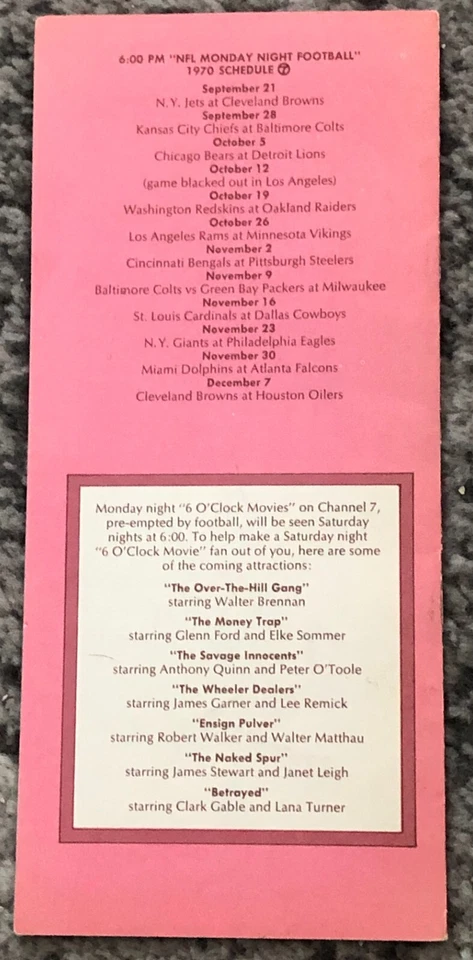 6:00 PM "NFL MONDAY NIGHT FOOTBALL"
1970 SCHEDULE 7
September 21
N.Y. Jets at Cleveland Browns
September 28
Kansas City Chiefs at Baltimore Colts
October 5
Chicago Bears at Detroit Lions
October 12
(game blacked out in Los Angeles)
October 19
Washington Redskins at Oakland Raiders
October 26
Los Angeles Rams at Minnesota Vikings
November 2
Cincinnati Bengals at Pittsburgh Steelers
November 9
Baltimore Colts vs Green Bay Packers at Milwaukee
November 16
St. Louis Cardinals at Dallas Cowboys
November 23
N.Y. Giants at Philadelphia Eagles
November 30
Miami Dolphins at Atlanta Falcons
December 7
Cleveland Browns at Houston Oilers
Monday night "6 O'Clock Movies" on Channel 7,
pre-empted by football, will be seen Saturday
nights at 6:00. To help make a Saturday night
"6 O'Clock Movie" fan out of you, here are some
of the coming attractions:
"The Over-The-Hill Gang"
starring Walter Brennan
"The Money Trap"
starring Glenn Ford and Elke Sommer
"The Savage Innocents"
starring Anthony Quinn and Peter O'Toole
"The Wheeler Dealers"
starring James Garner and Lee Remick
"Ensign Pulver"
starring Robert Walker and Walter Matthau
"The Naked Spur"
starring James Stewart and Janet Leigh
"Betrayed"
starring Clark Gable and Lana Turner